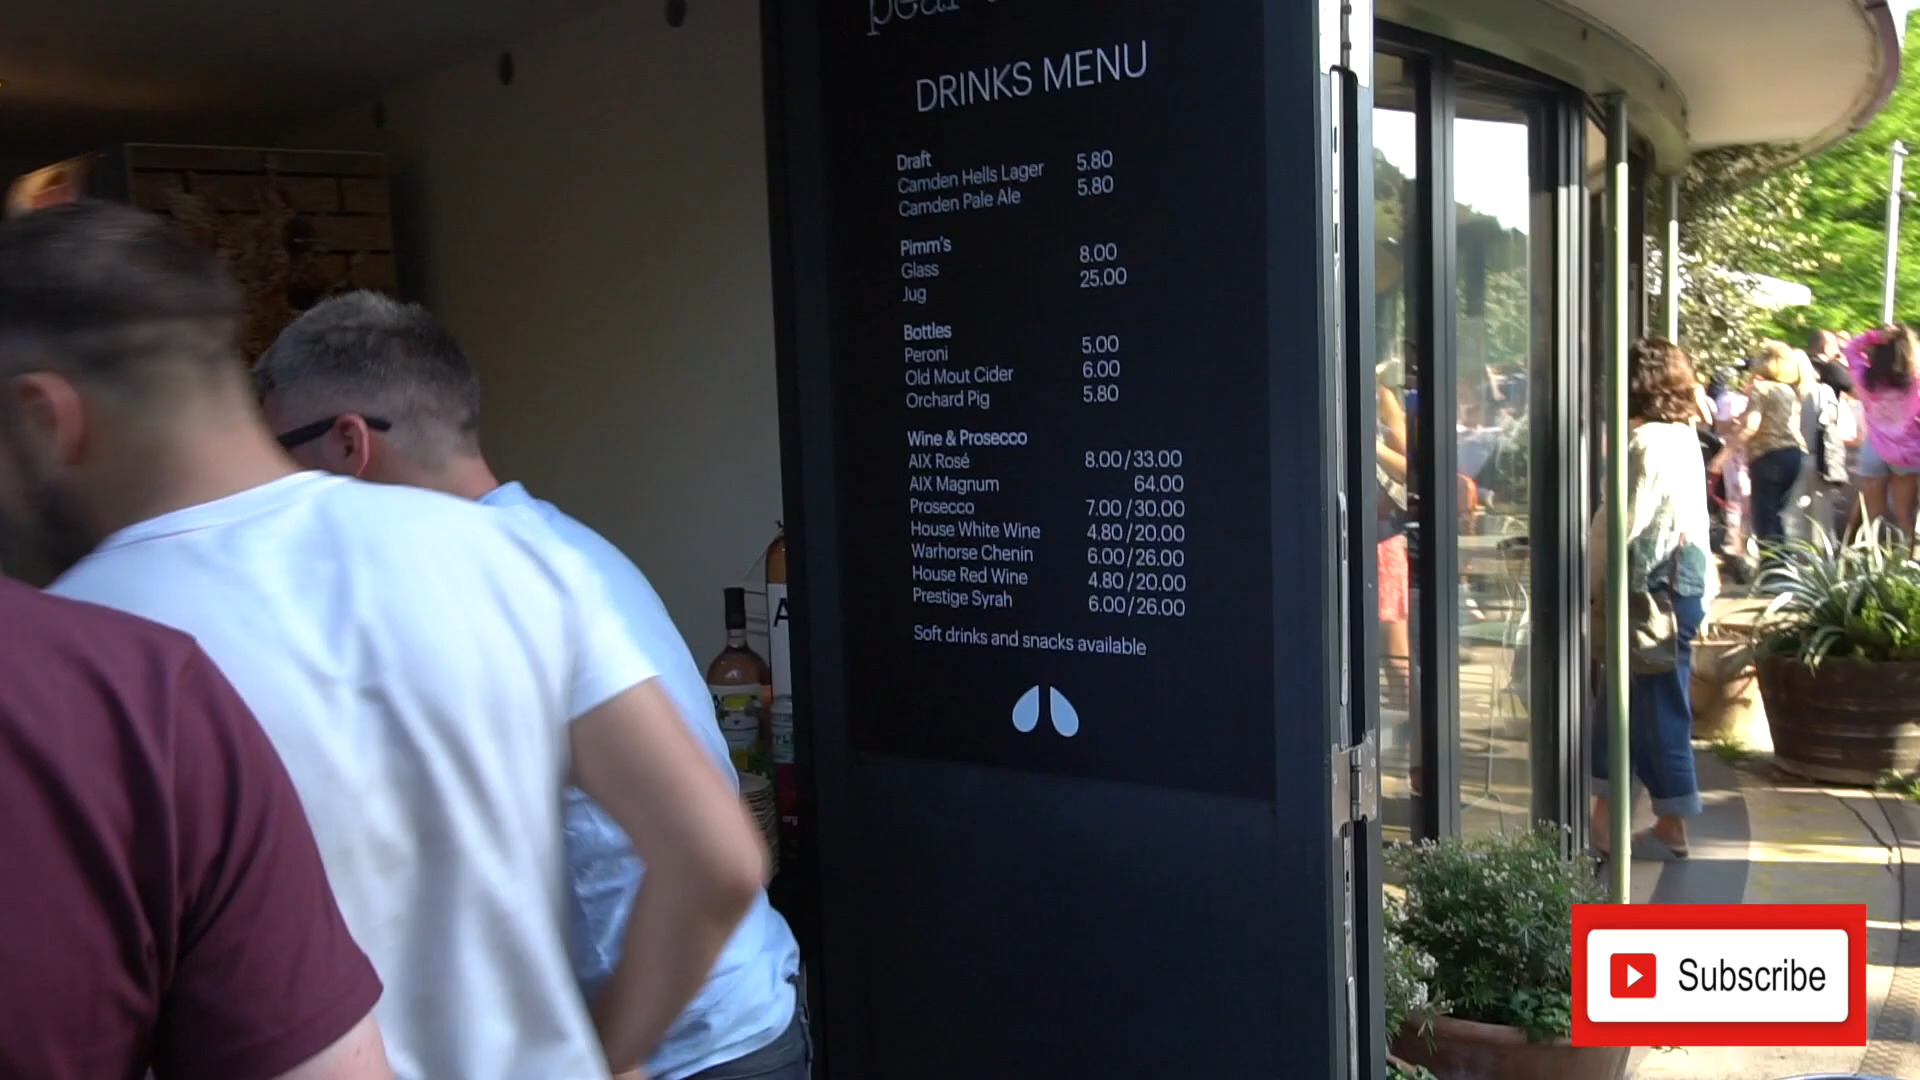 DRINKS MENU
Draft
Camden Hells Lager 5.80
Camden Pale Ale 5.80
Pimm's
Glass 8.00
Jug 25.00
Bottles
Peroni 5.00
Old Mout Cider 6.00
Orchard Pig 5.80
Wine & Prosecco
AIX Rosé 8.00/33.00
AIX Magnum 64.00
Prosecco 7.00/30.00
House White Wine 4.80/20.00
Warhorse Chenin 6.00/26.00
House Red Wine 4.80/20.00
Prestige Syrah 6.00/26.00
Soft drinks and snacks available
Subscribe